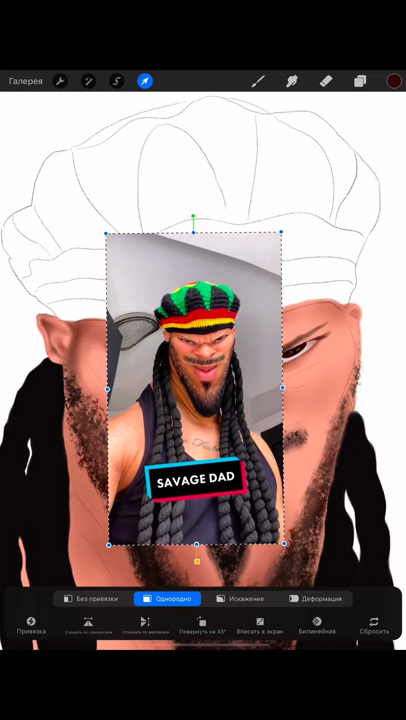 Галерея
SAVAGE DAD
Без привязки
Однородно
Искажение
Деформация
Привязка
Отразить по горизонтали
Отразить по вертикали
Повернуть на 45°
Вписать в экран
Билинейная
Сбросить